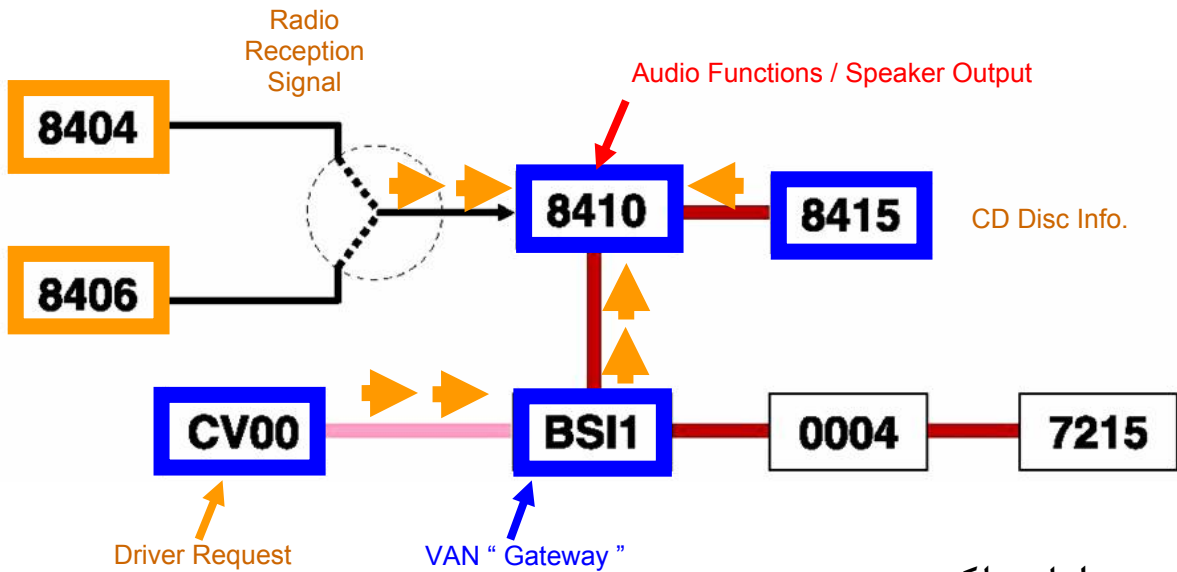 Radio
Reception
Signal
Audio Functions / Speaker Output
8404
8410
8415
CD Disc Info.
8406
CV00
BSI1
0004
7215
Driver Request
VAN “ Gateway ”